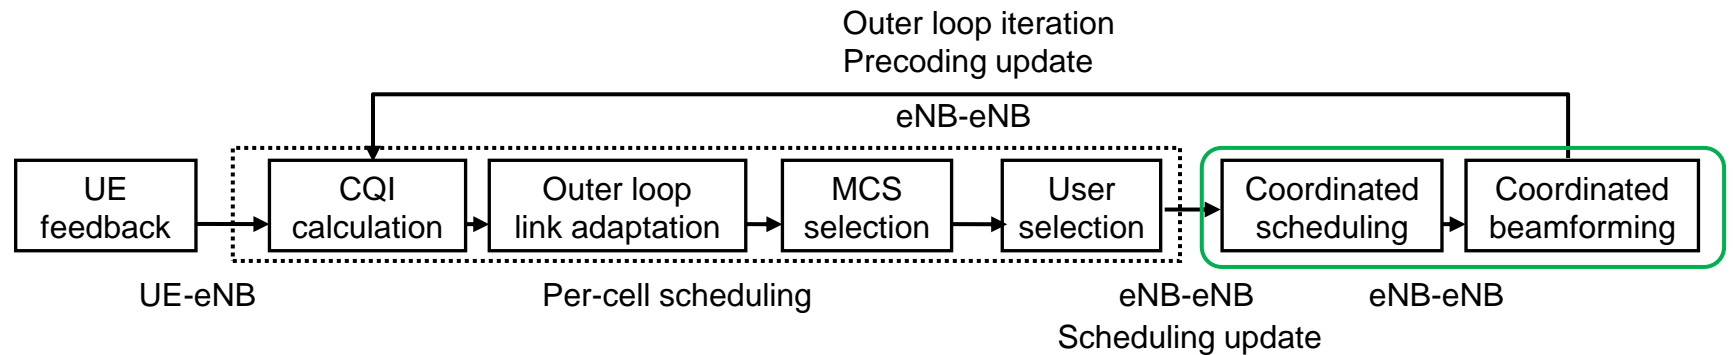 Outer loop iteration
Precoding update
eNB-eNB
UE
feedback
CQI
calculation
Outer loop
link adaptation
MCS
selection
User
selection
Coordinated
scheduling
Coordinated
beamforming
UE-eNB
Per-cell scheduling
eNB-eNB
eNB-eNB
Scheduling update